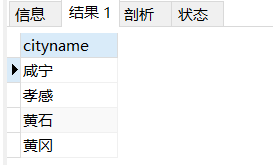 信息 结果 1 剖析 状态
cityname
咸宁
孝感
黄石
黄冈